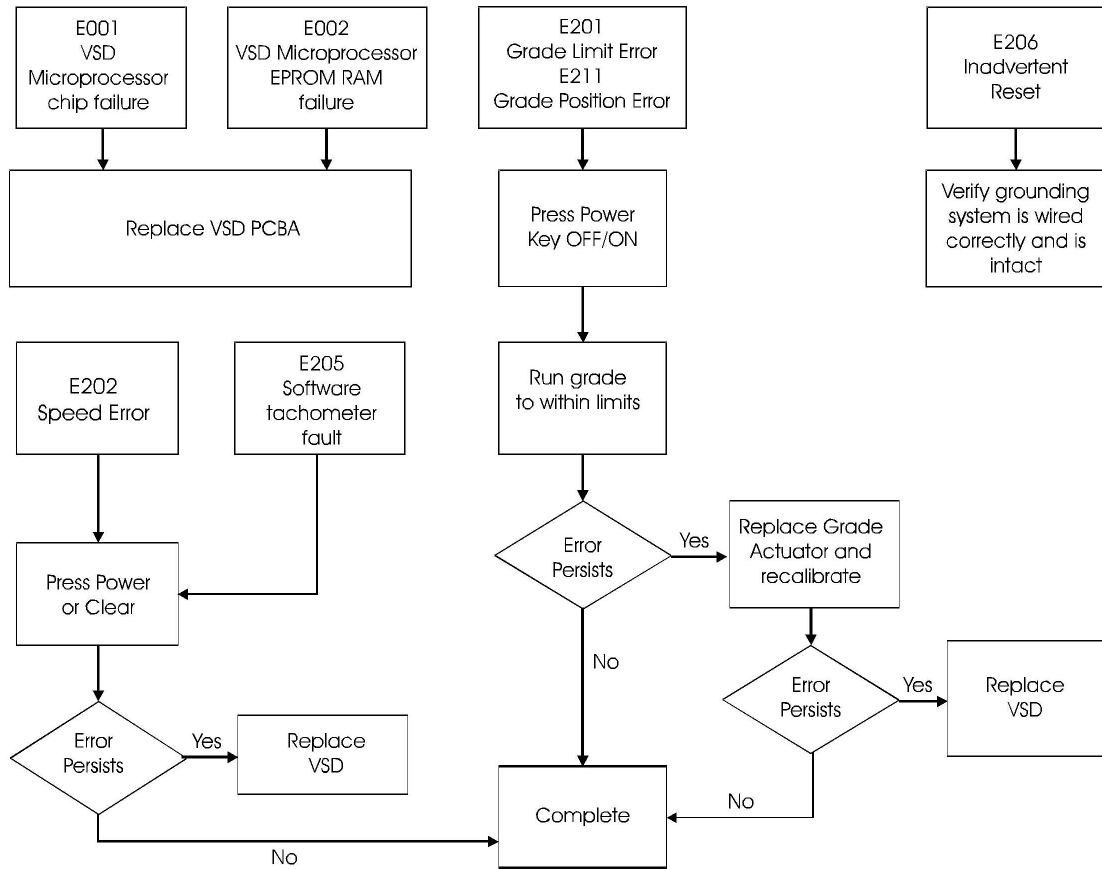 E001
VSD
Microprocessor
chip failure
E002
VSD Microprocessor
EPROM RAM
failure
E201
Grade Limit Error
E211
Grade Position Error
E206
Inadvertent
Reset
Replace VSD PCBA
Press Power
Key OFF/ON
Verify grounding
system is wired
correctly and is
intact
E202
Speed Error
E205
Software
tachometer
fault
Run grade
to within limits
Press Power
or Clear
Error
Persists
Yes
Replace Grade
Actuator and
recalibrate
No
Error
Persists
Yes
Replace
VSD
Error
Persists
Yes
Replace
VSD
Complete
No
No